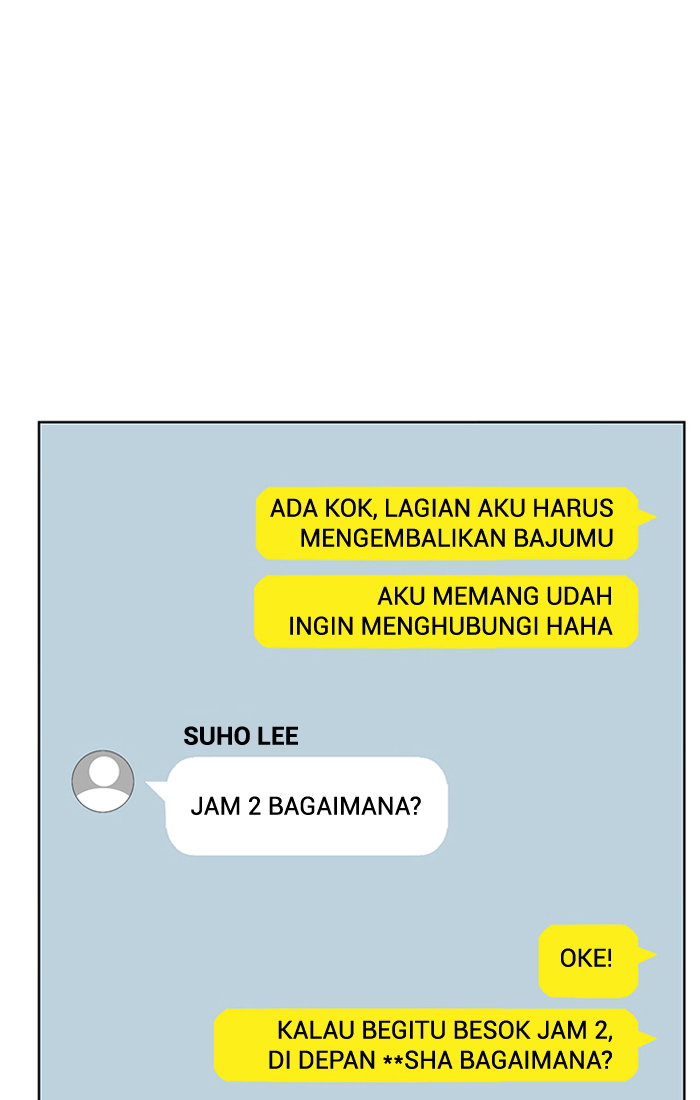 ADA KOK, LAGIAN AKU HARUS
MENGEMBALIKAN BAJUMU
AKU MEMANG UDAH
INGIN MENGHUBUNGI HAHA
SUHO LEE
JAM 2 BAGAIMANA?
OKE!
KALAU BEGITU BESOK JAM 2,
DI DEPAN **SHA BAGAIMANA?